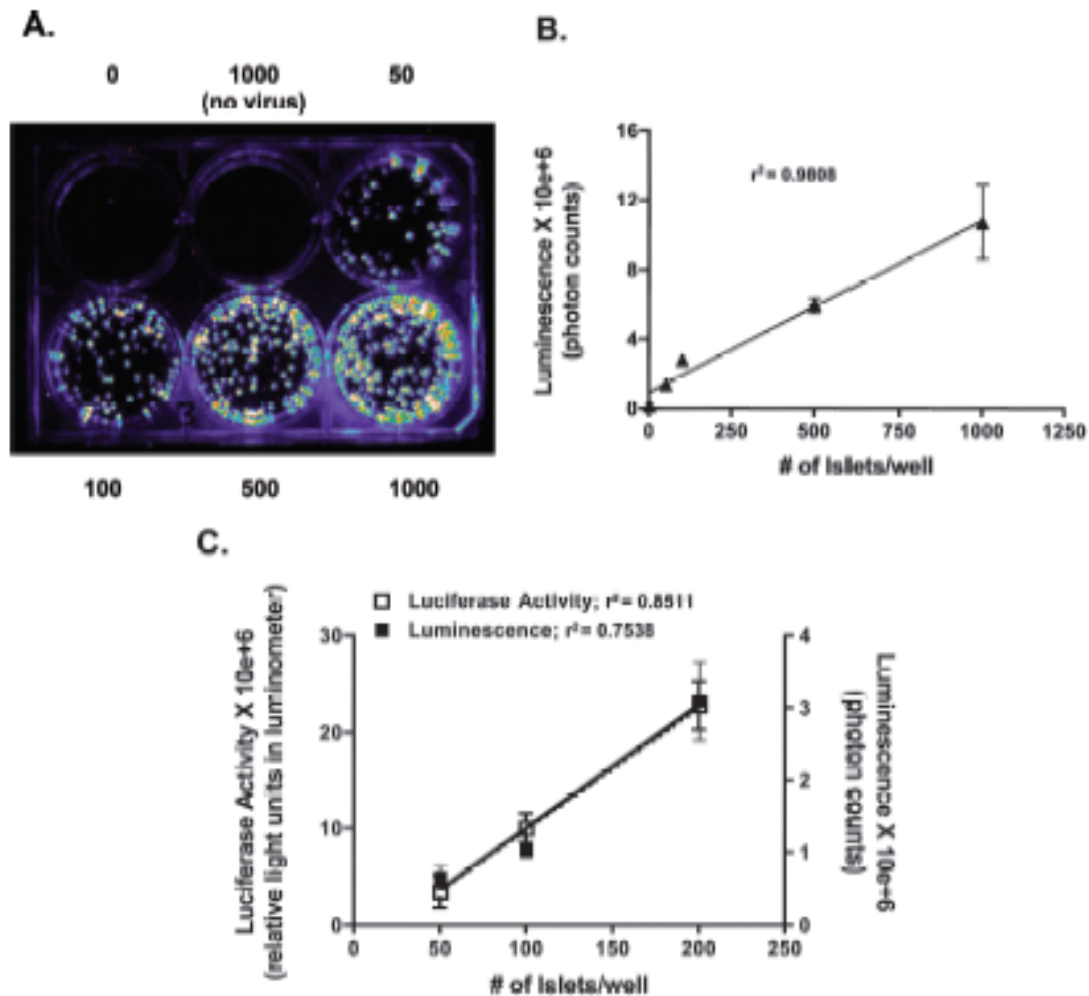 A.
0 1000 50
(no virus)
100 500 1000
B.
Luminescence X 10e+6
(photon counts)
16
12
8
4
0
r² = 0.9808
0 250 500 750 1000 1250
# of Islets/well
C.
Luciferase Activity; r² = 0.8511
Luminescence; r² = 0.7538
Luciferase Activity X 10e+6
(relative light units in luminometer)
30
20
10
0
4
3
2
1
0
Luminescence X 10e+6
(photon counts)
0 50 100 150 200 250
# of Islets/well